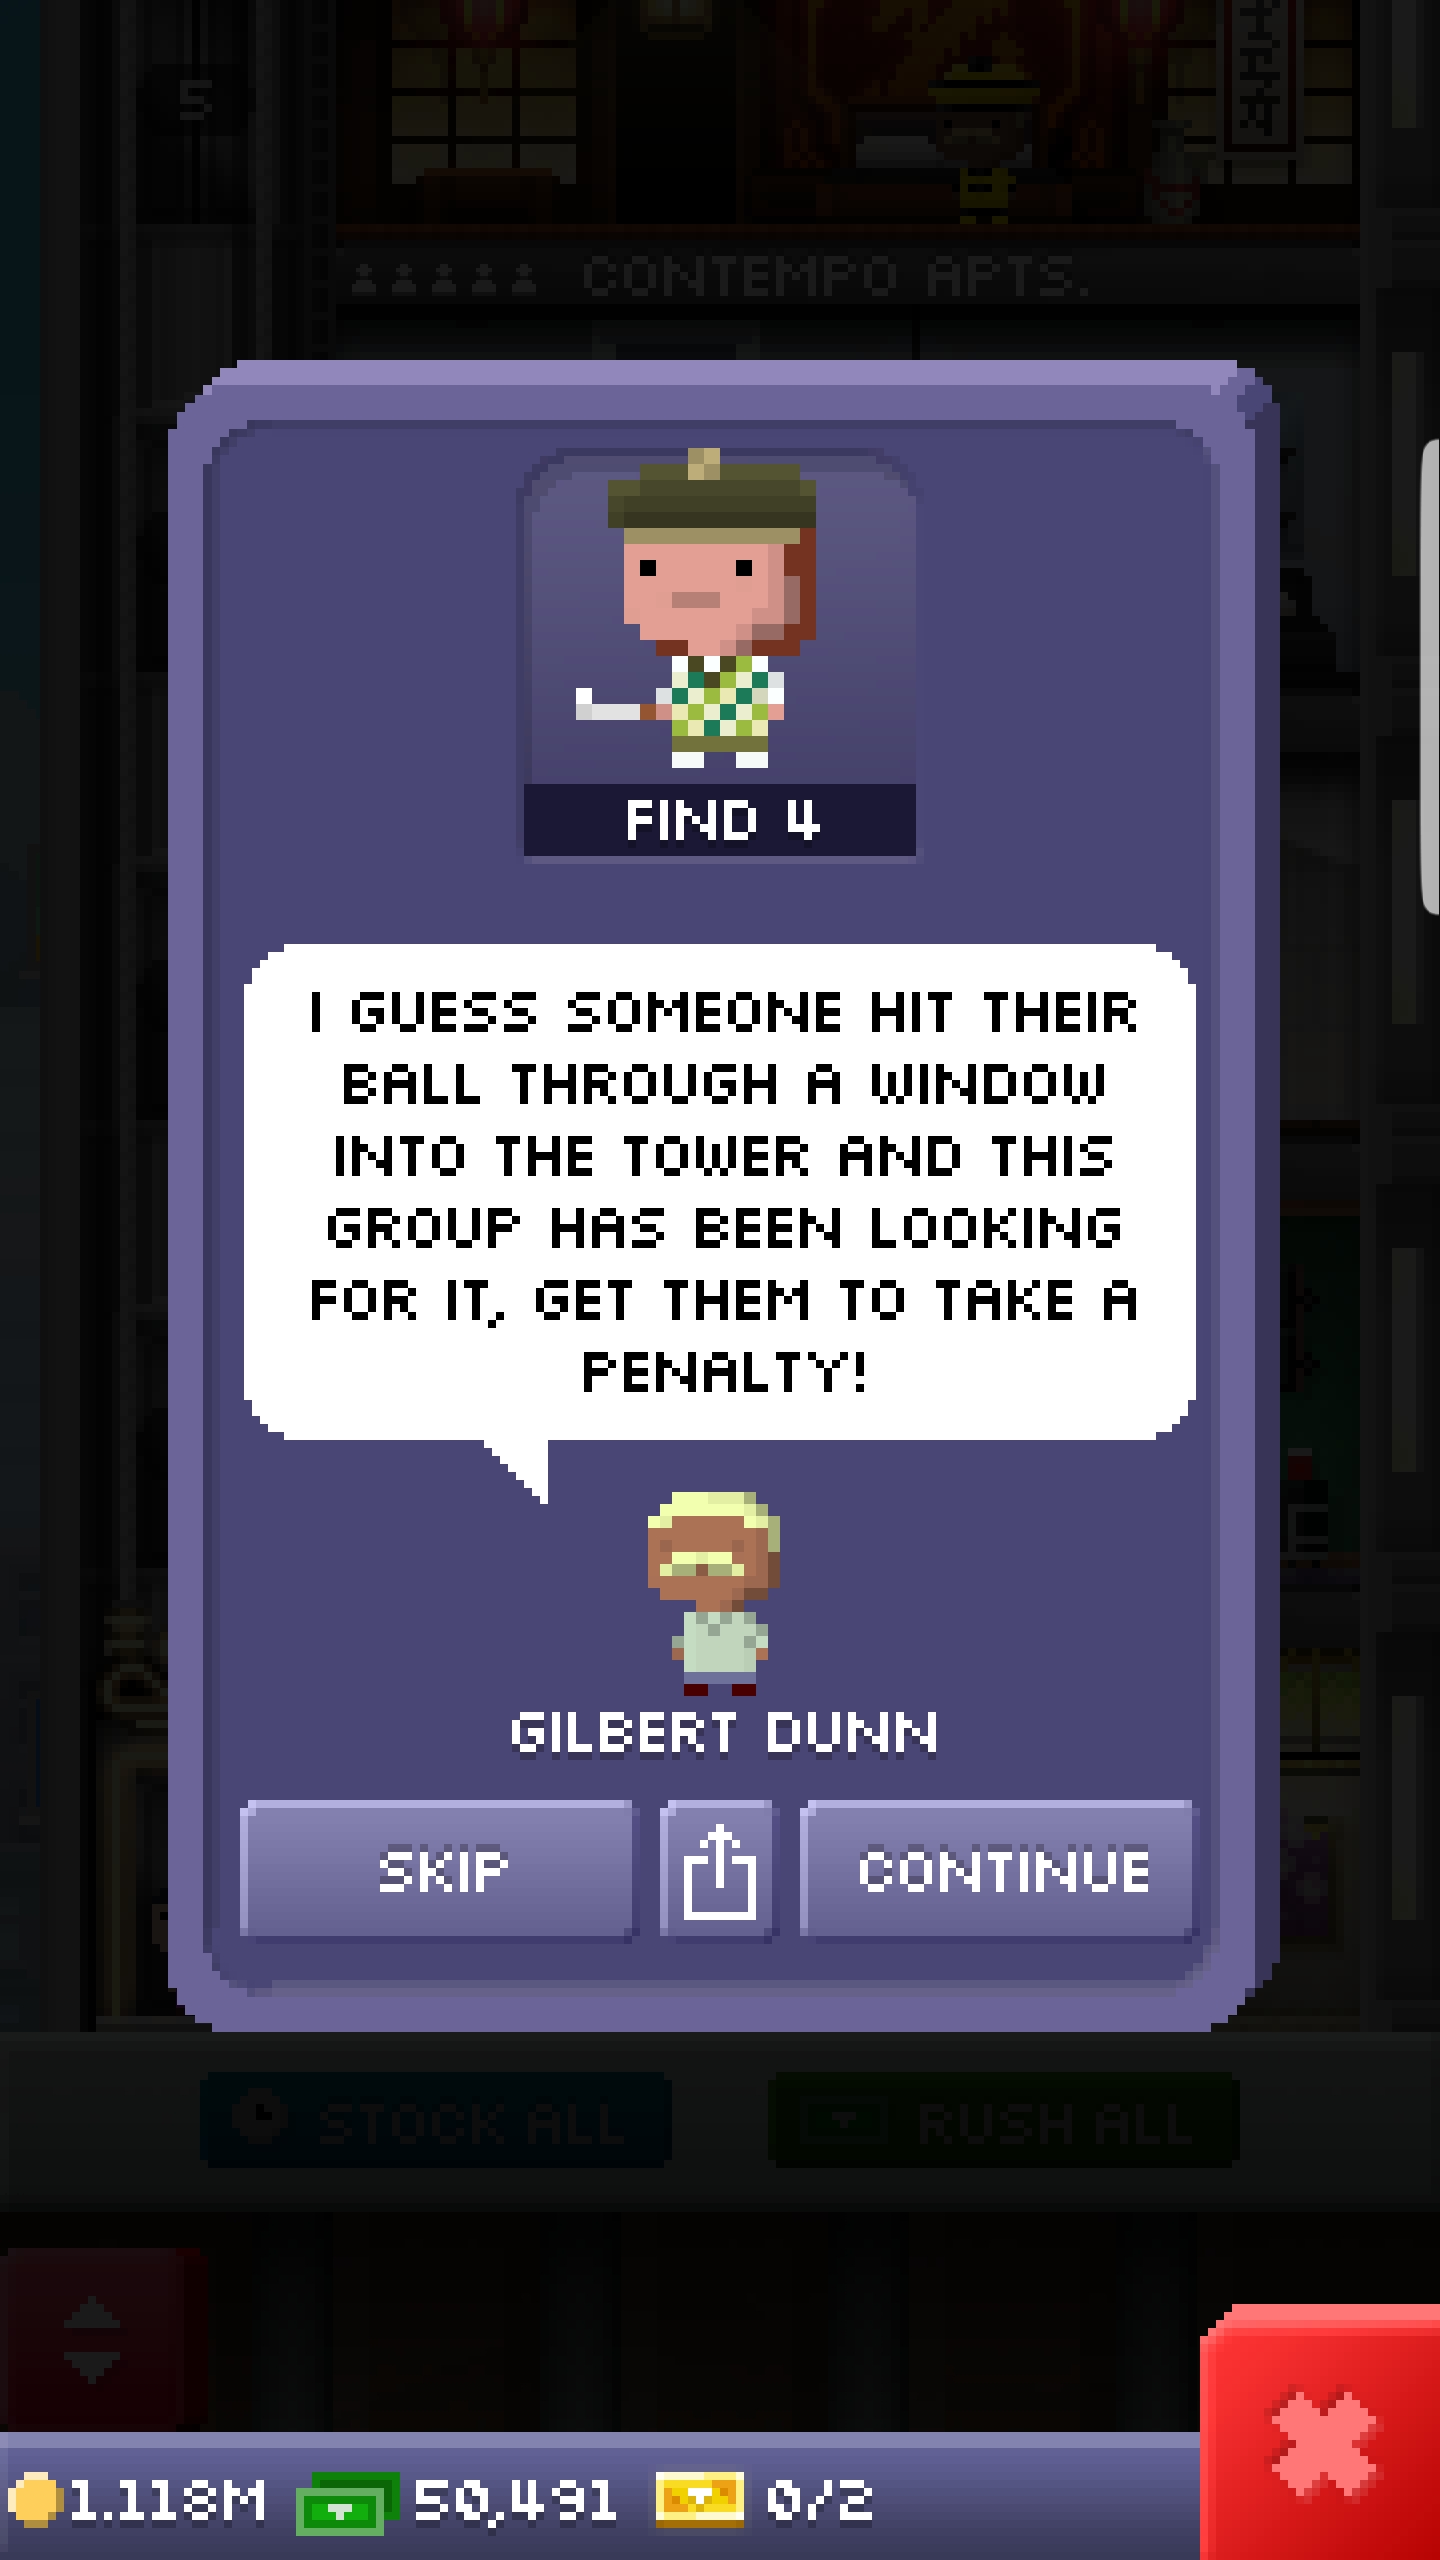 5
CONTEMPO APTS.
FIND 4
I GUESS SOMEONE HIT THEIR
BALL THROUGH A WINDOW
INTO THE TOWER AND THIS
GROUP HAS BEEN LOOKING
FOR IT, GET THEM TO TAKE A
PENALTY!
GILBERT DUNN
SKIP
CONTINUE
STOCK ALL
RUSH ALL
1.118M 50,491 0/2